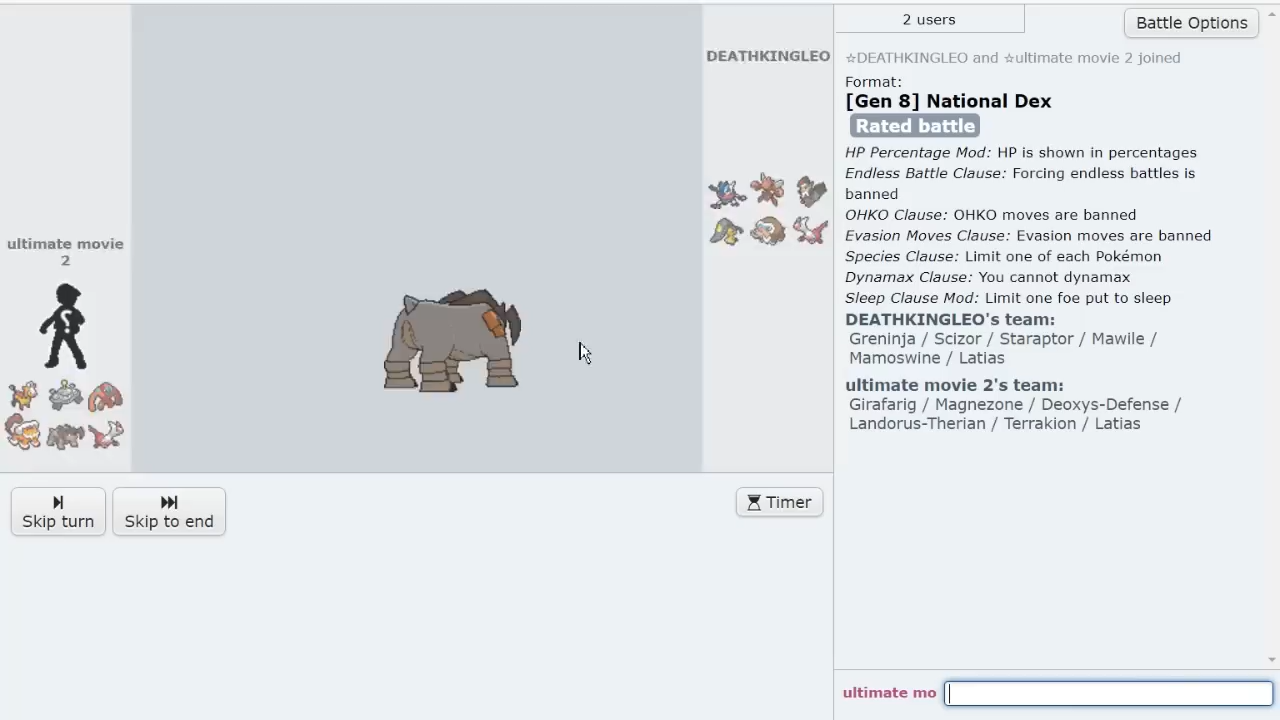 2 users
Battle Options
☆DEATHKINGLEO and ☆ultimate movie 2 joined
Format:
[Gen 8] National Dex
Rated battle
HP Percentage Mod: HP is shown in percentages
Endless Battle Clause: Forcing endless battles is
banned
OHKO Clause: OHKO moves are banned
Evasion Moves Clause: Evasion moves are banned
Species Clause: Limit one of each Pokémon
Dynamax Clause: You cannot dynamax
Sleep Clause Mod: Limit one foe put to sleep
DEATHKINGLEO's team:
Greninja / Scizor / Staraptor / Mawile /
Mamoswine / Latias
ultimate movie 2's team:
Girafarig / Magnezone / Deoxys-Defense /
Landorus-Therian / Terrakion / Latias
ultimate mo
DEATHKINGLEO
ultimate movie
2
?
Skip turn
Skip to end
Timer